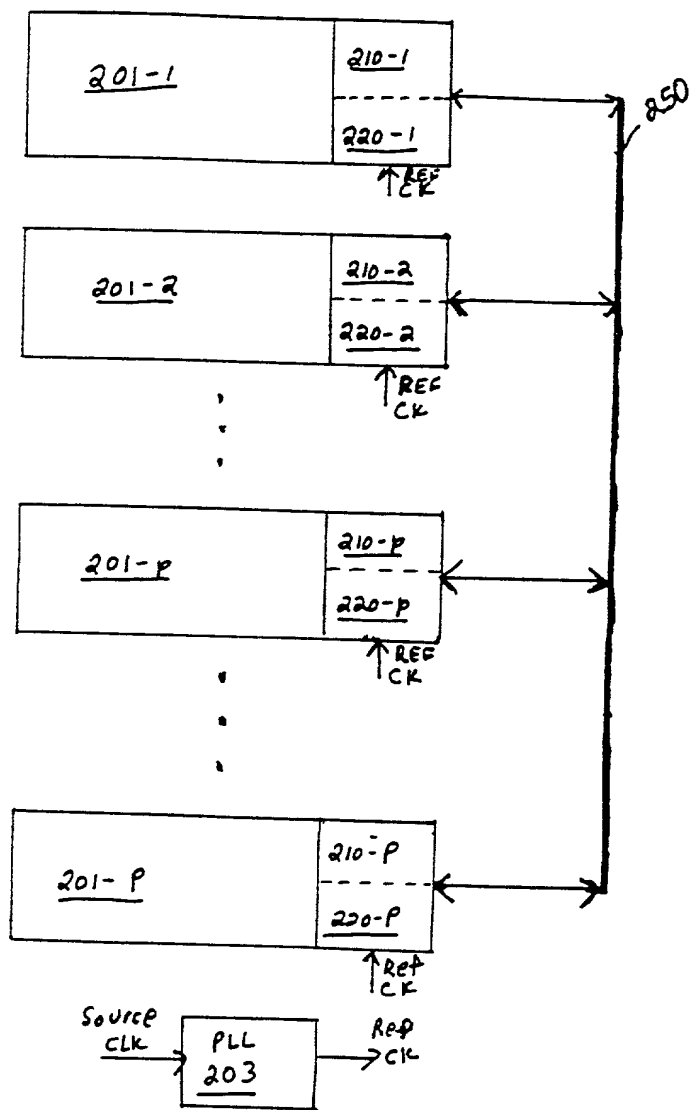 201-1
210-1
220-1
REF
CK
250
201-2
210-2
220-2
REF
CK
201-p
210-p
220-p
REF
CK
201-P
210-P
220-P
Ref
CK
Source
CLK
PLL
203
Ref
CK